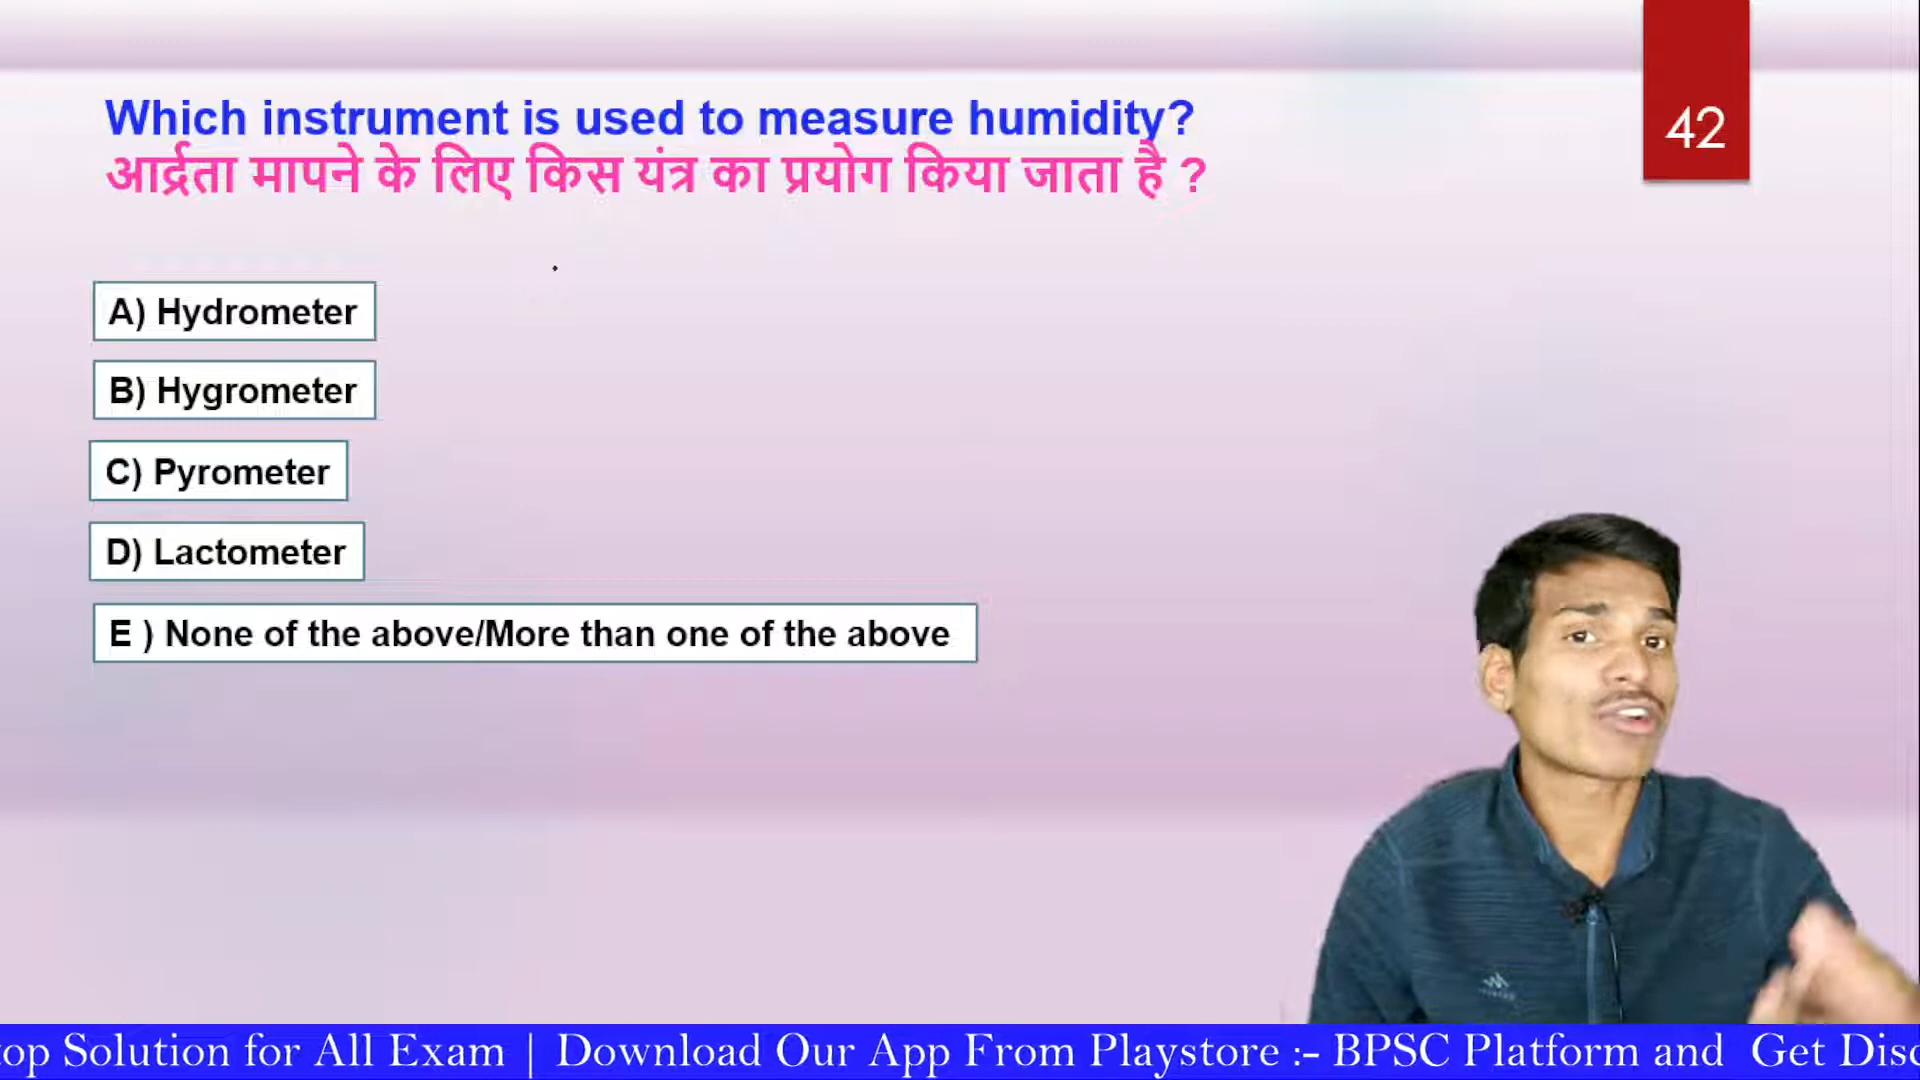 Which instrument is used to measure humidity?
42
आर्द्रता मापने के लिए किस यंत्र का प्रयोग किया जाता है ?
A) Hydrometer
B) Hygrometer
C) Pyrometer
D) Lactometer
E ) None of the above/More than one of the above
Solution for All Exam | Download Our App From Playstore :- BPSC Platform and Get